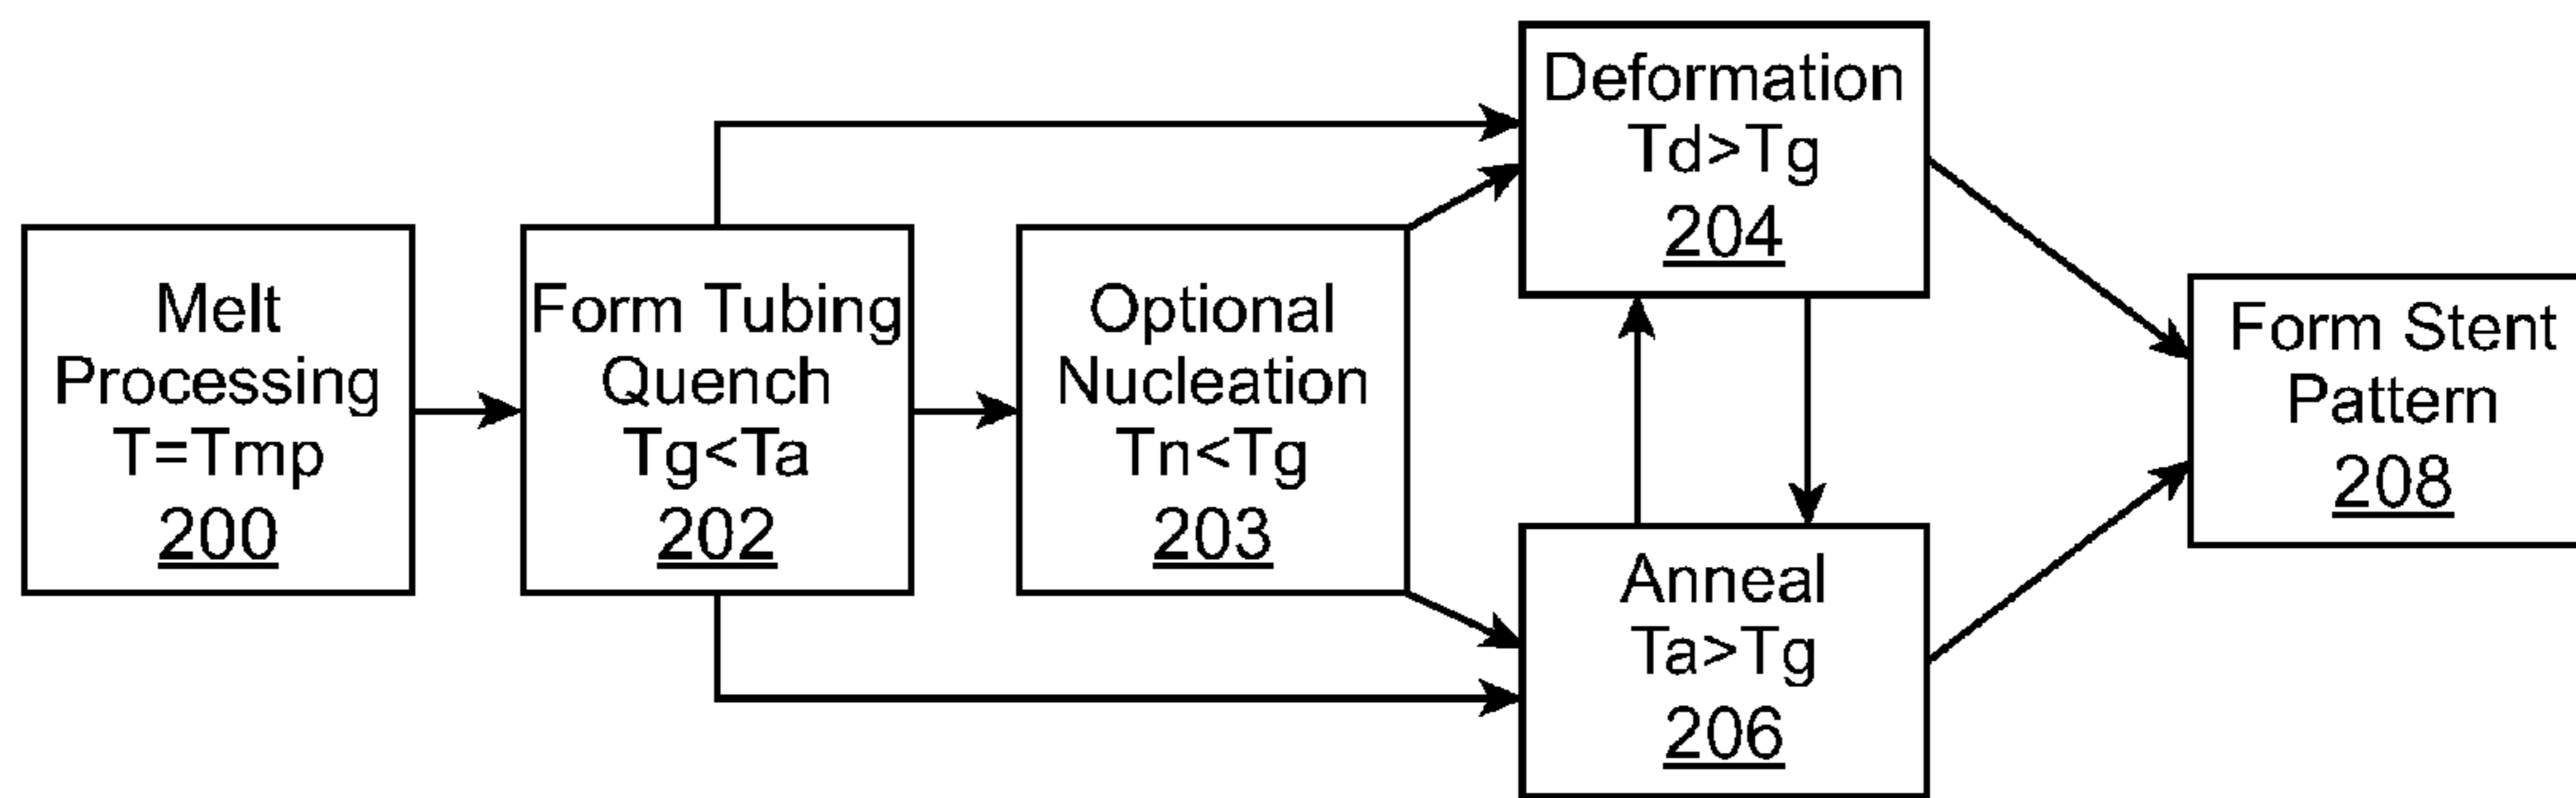 Melt
Processing
T=Tmp
200
Form Tubing
Quench
Tg<Ta
202
Optional
Nucleation
Tn<Tg
203
Deformation
Td>Tg
204
Anneal
Ta>Tg
206
Form Stent
Pattern
208